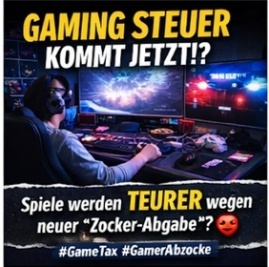 GAMING STEUER
KOMMT JETZT!?
Spiele werden TEURER wegen
neuer "Zocker-Abgabe"?
#GameTax #GamerAbzocke